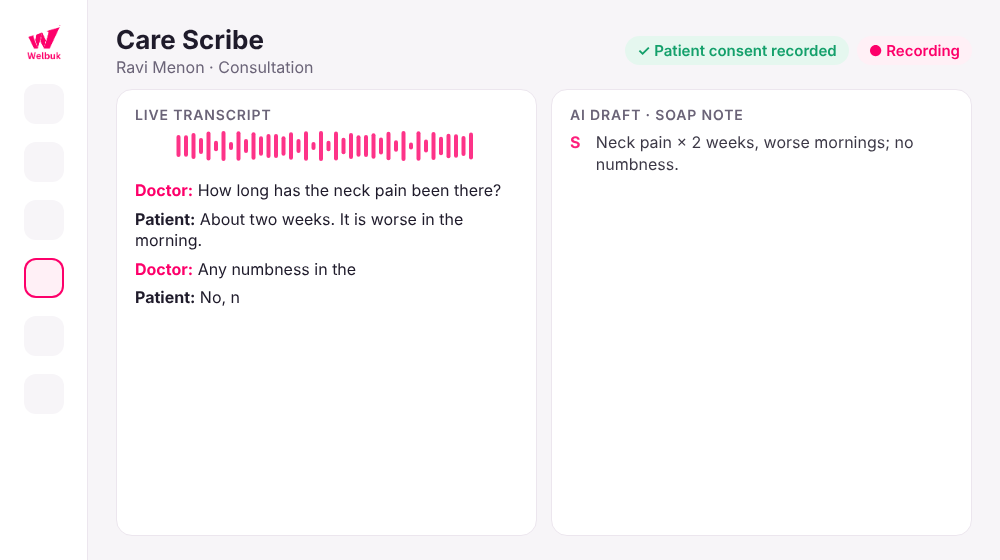 Welbuk
Care Scribe
Ravi Menon · Consultation
✓ Patient consent recorded
Recording
LIVE TRANSCRIPT
Doctor: How long has the neck pain been there?
Patient: About two weeks. It is worse in the
morning.
Doctor: Any numbness in the
Patient: No, n
AI DRAFT · SOAP NOTE
S Neck pain × 2 weeks, worse mornings; no
numbness.